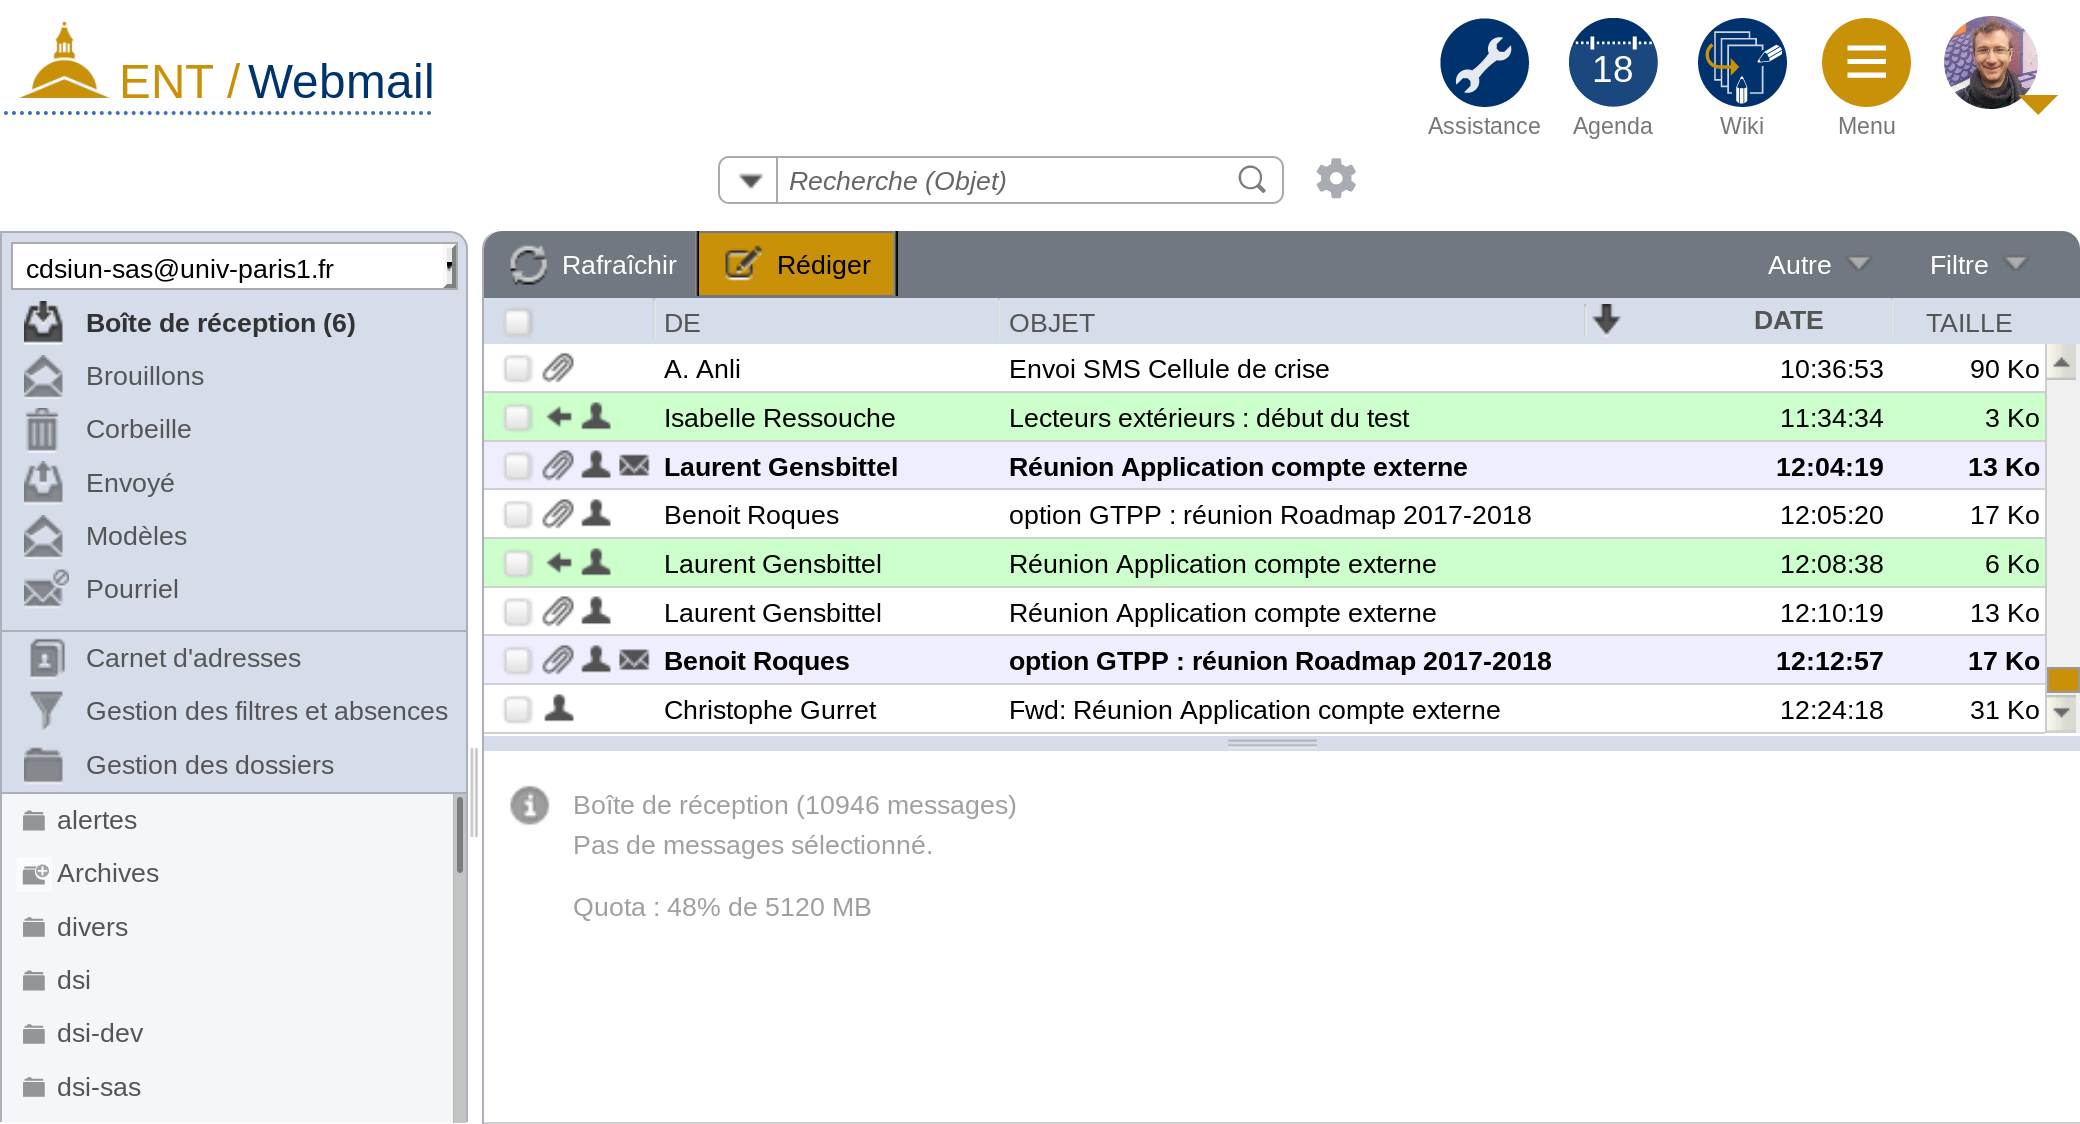 ENT / Webmail
18
Assistance Agenda Wiki Menu
Recherche (Objet)
cdsiun-sas@univ-paris1.fr
Boîte de réception (6)
Brouillons
Corbeille
Envoyé
Modèles
Pourriel
Carnet d'adresses
Gestion des filtres et absences
Gestion des dossiers
alertes
Archives
divers
dsi
dsi-dev
dsi-sas
Rafraîchir Rédiger Autre Filtre
DE OBJET DATE TAILLE
A. Anli Envoi SMS Cellule de crise 10:36:53 90 Ko
Isabelle Ressouche Lecteurs extérieurs : début du test 11:34:34 3 Ko
Laurent Gensbittel Réunion Application compte externe 12:04:19 13 Ko
Benoit Roques option GTPP : réunion Roadmap 2017-2018 12:05:20 17 Ko
Laurent Gensbittel Réunion Application compte externe 12:08:38 6 Ko
Laurent Gensbittel Réunion Application compte externe 12:10:19 13 Ko
Benoit Roques option GTPP : réunion Roadmap 2017-2018 12:12:57 17 Ko
Christophe Gurret Fwd: Réunion Application compte externe 12:24:18 31 Ko
Boîte de réception (10946 messages)
Pas de messages sélectionné.
Quota : 48% de 5120 MB